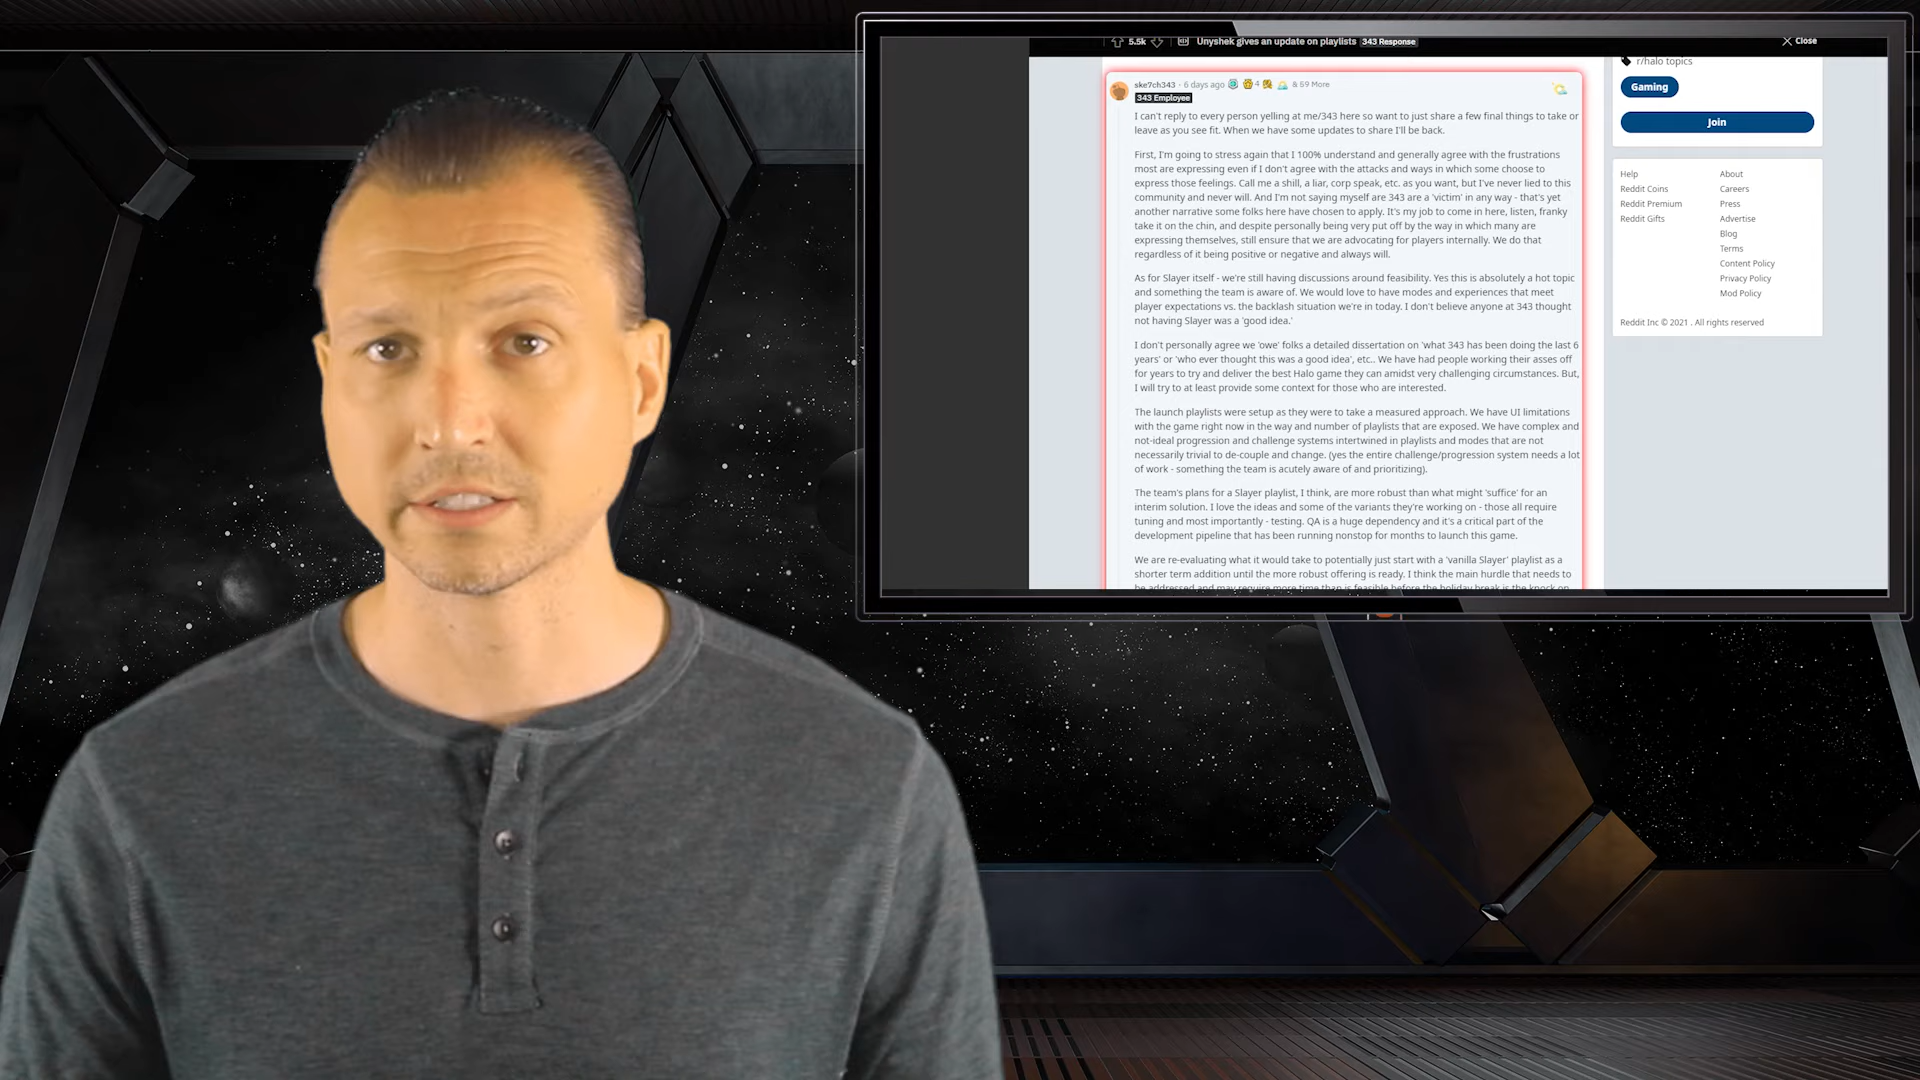 5.5k Unyshek gives an update on playlists 343 Response Close
ske7ch343 · 6 days ago 4 & 59 More
343 Employee
I can't reply to every person yelling at me/343 here so want to just share a few final things to take or
leave as you see fit. When we have some updates to share I'll be back.
First, I'm going to stress again that I 100% understand and generally agree with the frustrations
most are expressing even if I don't agree with the attacks and ways in which some choose to
express those feelings. Call me a shill, a liar, corp speak, etc. as you want, but I've never lied to this
community and never will. And I'm not saying myself are 343 are a 'victim' in any way - that's yet
another narrative some folks here have chosen to apply. It's my job to come in here, listen, franky
take it on the chin, and despite personally being very put off by the way in which many are
expressing themselves, still ensure that we are advocating for players internally. We do that
regardless of it being positive or negative and always will.
As for Slayer itself - we're still having discussions around feasibility. Yes this is absolutely a hot topic
and something the team is aware of. We would love to have modes and experiences that meet
player expectations vs. the backlash situation we're in today. I don't believe anyone at 343 thought
not having Slayer was a 'good idea.'
I don't personally agree we 'owe' folks a detailed dissertation on 'what 343 has been doing the last 6
years' or 'who ever thought this was a good idea', etc.. We have had people working their asses off
for years to try and deliver the best Halo game they can amidst very challenging circumstances. But,
I will try to at least provide some context for those who are interested.
The launch playlists were setup as they were to take a measured approach. We have UI limitations
with the game right now in the way and number of playlists that are exposed. We have complex and
not-ideal progression and challenge systems intertwined in playlists and modes that are not
necessarily trivial to de-couple and change. (yes the entire challenge/progression system needs a lot
of work - something the team is acutely aware of and prioritizing).
The team's plans for a Slayer playlist, I think, are more robust than what might 'suffice' for an
interim solution. I love the ideas and some of the variants they're working on - those all require
tuning and most importantly - testing. QA is a huge dependency and it's a critical part of the
development pipeline that has been running nonstop for months to launch this game.
We are re-evaluating what it would take to potentially just start with a 'vanilla Slayer' playlist as a
shorter term addition until the more robust offering is ready. I think the main hurdle that needs to
be addressed and may require more time than is feasible before the holiday break is the knock on
r/halo topics
Gaming
Join
Help About
Reddit Coins Careers
Reddit Premium Press
Reddit Gifts Advertise
Blog
Terms
Content Policy
Privacy Policy
Mod Policy
Reddit Inc © 2021 . All rights reserved